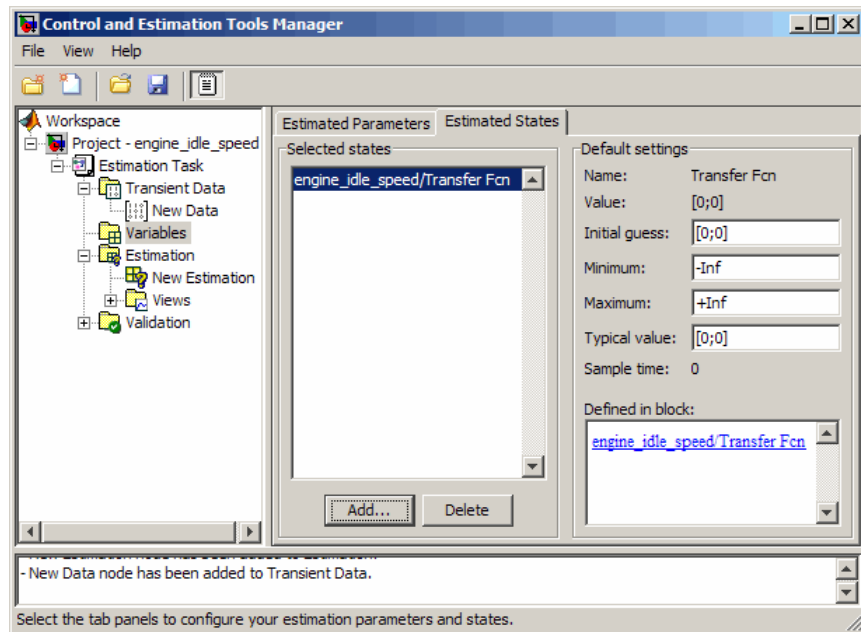 Control and Estimation Tools Manager
File View Help
Workspace
Project - engine_idle_speed
Estimation Task
Transient Data
New Data
Variables
Estimation
New Estimation
Views
Validation
Estimated Parameters
Estimated States
Selected states
engine_idle_speed/Transfer Fcn
Add...
Delete
Default settings
Name: Transfer Fcn
Value: [0;0]
Initial guess: [0;0]
Minimum: -Inf
Maximum: +Inf
Typical value: [0;0]
Sample time: 0
Defined in block:
engine_idle_speed/Transfer Fcn
- New Data node has been added to Transient Data.
Select the tab panels to configure your estimation parameters and states.